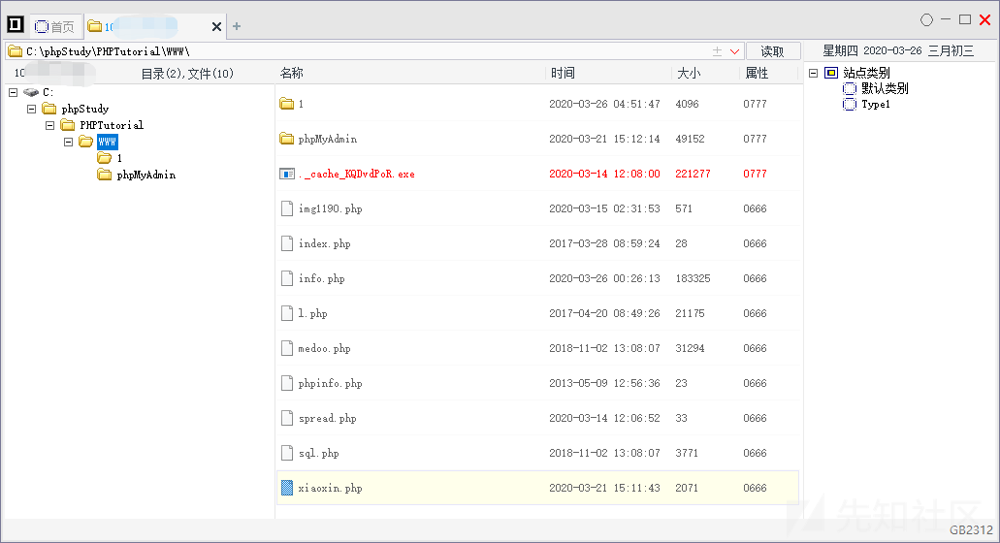 首页
10
C:\phpStudy\PHPTutorial\WWW\
读取
星期四 2020-03-26 三月初三
10
目录(2),文件(10)
名称 时间 大小 属性
C:
phpStudy
PHPTutorial
WWW
1
phpMyAdmin
1 2020-03-26 04:51:47 4096 0777
phpMyAdmin 2020-03-21 15:12:14 49152 0777
._cache_KQDvdPoR.exe 2020-03-14 12:08:00 221277 0777
img1190.php 2020-03-15 02:31:53 571 0666
index.php 2017-03-28 08:59:24 28 0666
info.php 2020-03-26 00:26:13 183325 0666
l.php 2017-04-20 08:49:26 21175 0666
medoo.php 2018-11-02 13:08:07 31294 0666
phpinfo.php 2013-05-09 12:56:36 23 0666
spread.php 2020-03-14 12:06:52 33 0666
sql.php 2018-11-02 13:08:07 3771 0666
xiaoxin.php 2020-03-21 15:11:43 2071 0666
站点类别
默认类别
Type1
先知社区
GB2312